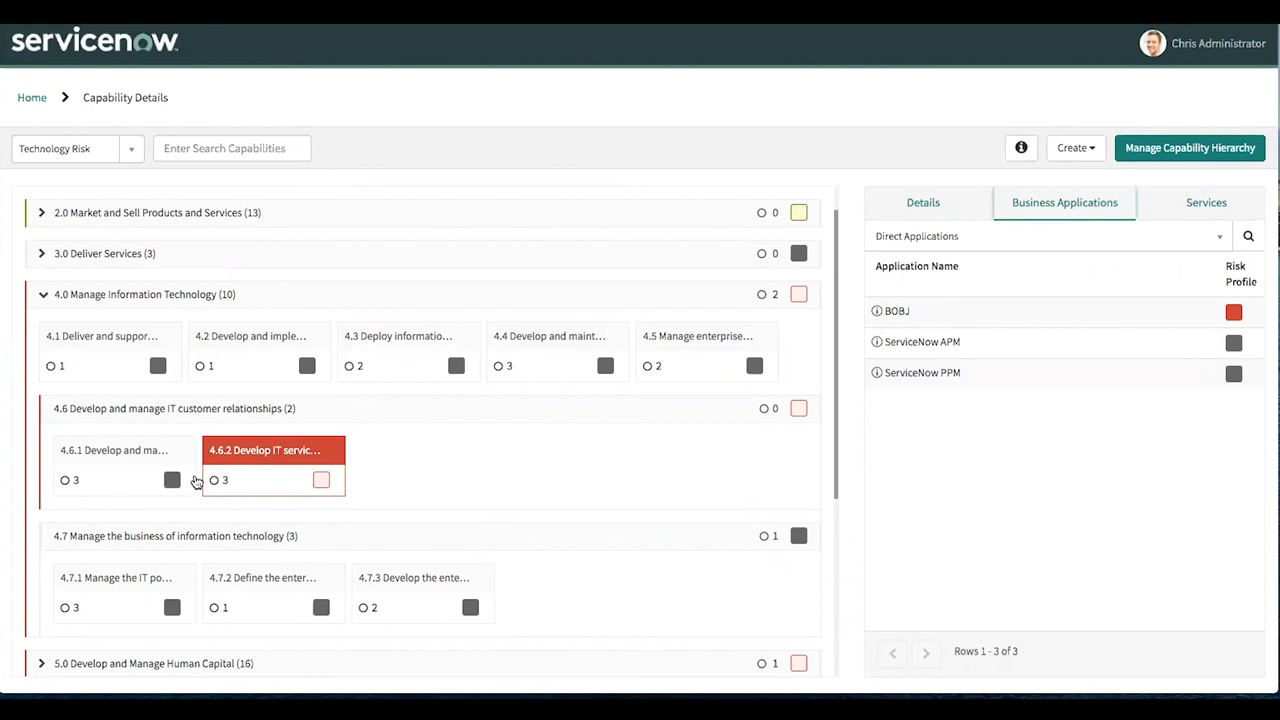 servicenow
Chris Administrator
Home
Capability Details
Technology Risk
Enter Search Capabilities
Create
Manage Capability Hierarchy
2.0 Market and Sell Products and Services (13)
0
3.0 Deliver Services (3)
0
4.0 Manage Information Technology (10)
2
4.1 Deliver and suppor...
4.2 Develop and imple...
4.3 Deploy informatio...
4.4 Develop and maint...
4.5 Manage enterprise...
1
1
2
3
2
4.6 Develop and manage IT customer relationships (2)
0
4.6.1 Develop and ma...
4.6.2 Develop IT servic...
3
3
4.7 Manage the business of information technology (3)
1
4.7.1 Manage the IT po...
4.7.2 Define the enter...
4.7.3 Develop the ente...
3
1
2
5.0 Develop and Manage Human Capital (16)
1
Details
Business Applications
Services
Direct Applications
Application Name
Risk
Profile
BOBJ
ServiceNow APM
ServiceNow PPM
Rows 1 - 3 of 3